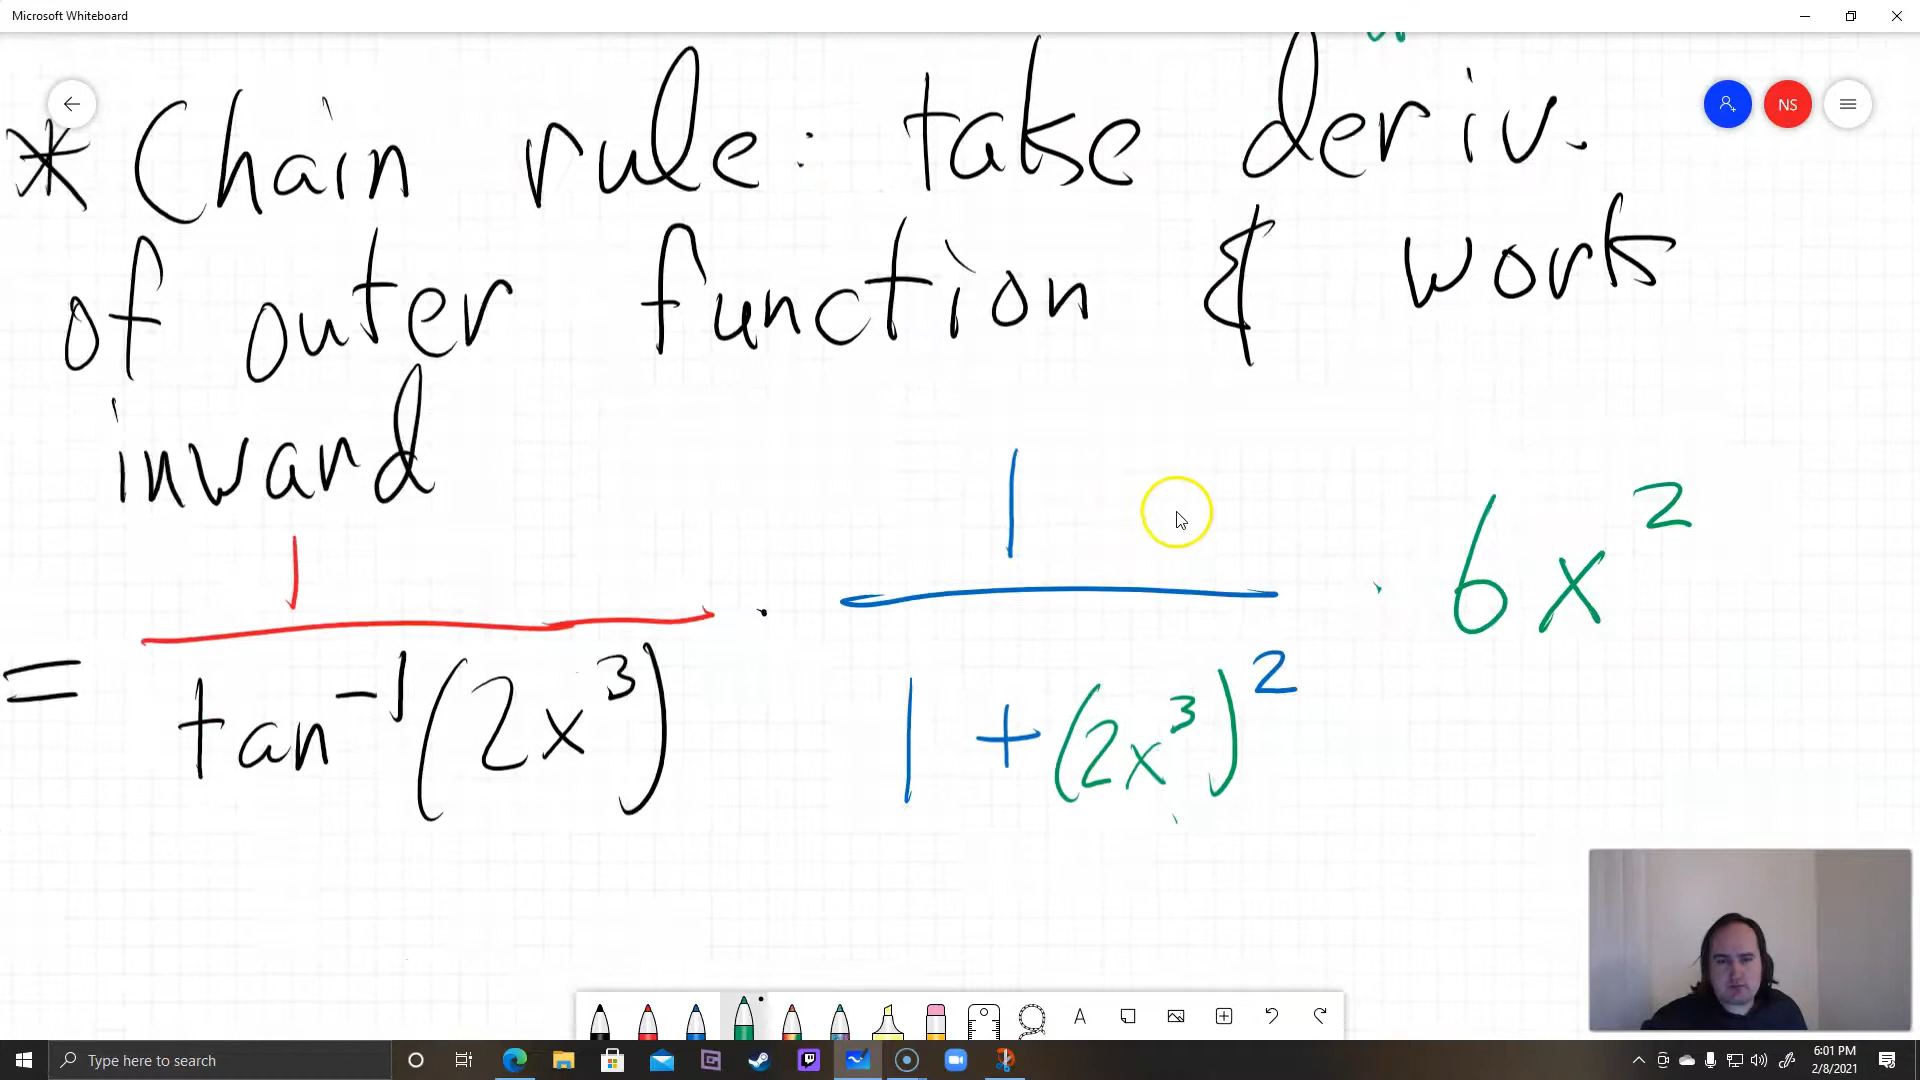 Microsoft Whiteboard
NS
* Chain rule: take deriv.
of outer function & work
inward
= 1/tan⁻¹(2x³) · 1/1+(2x³)² · 6x²
A
Type here to search
6:01 PM
2/8/2021